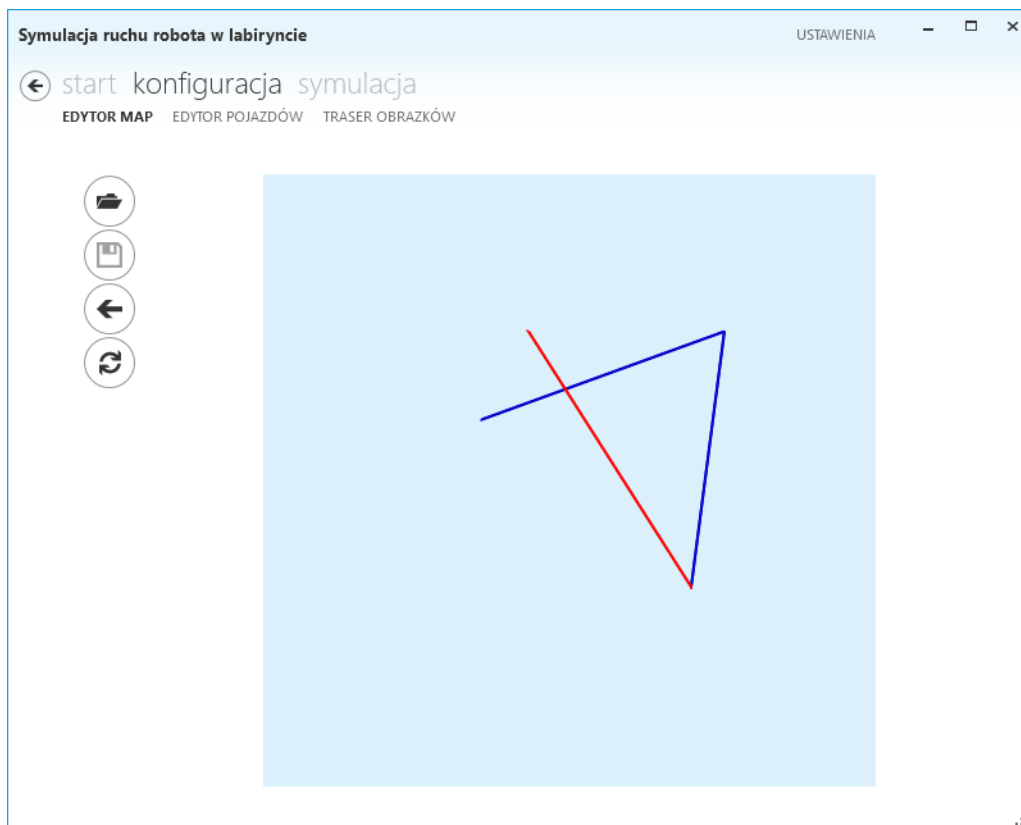 Symulacja ruchu robota w labiryncie USTAWIENIA
start konfiguracja symulacja
EDYTOR MAP EDYTOR POJAZDÓW TRASER OBRAZKÓW